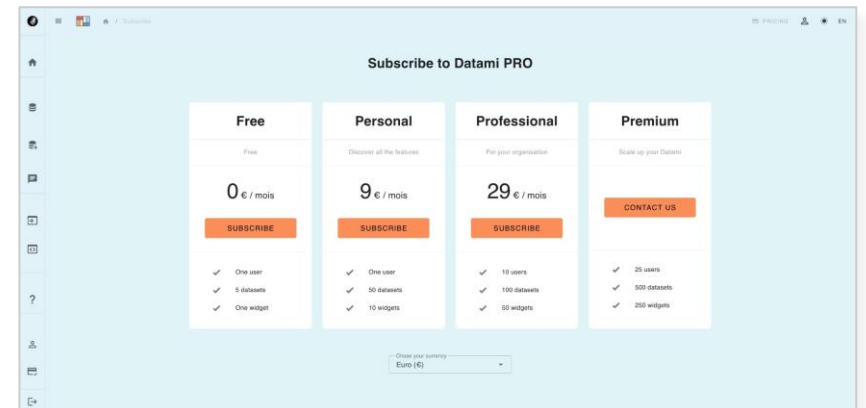 / Subscribe
PRICING
EN
Subscribe to Datami PRO
Free
Free
0 € / mois
SUBSCRIBE
One user
5 datasets
One widget
Personal
Discover all the features
9 € / mois
SUBSCRIBE
One user
50 datasets
10 widgets
Professional
For your organisation
29 € / mois
SUBSCRIBE
10 users
100 datasets
50 widgets
Premium
Scale up your Datami
CONTACT US
25 users
500 datasets
250 widgets
Chose your currency
Euro (€)